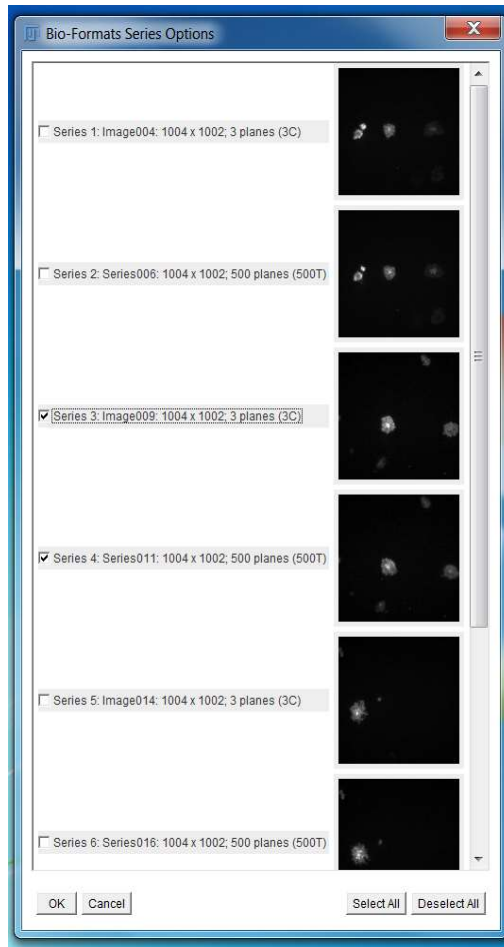 Bio-Formats Series Options
Series 1: Image004: 1004 x 1002; 3 planes (3C)
Series 2: Series006: 1004 x 1002; 500 planes (500T)
Series 3: Image009: 1004 x 1002; 3 planes (3C)
Series 4: Series011: 1004 x 1002; 500 planes (500T)
Series 5: Image014: 1004 x 1002; 3 planes (3C)
Series 6: Series016: 1004 x 1002; 500 planes (500T)
OK Cancel Select All Deselect All